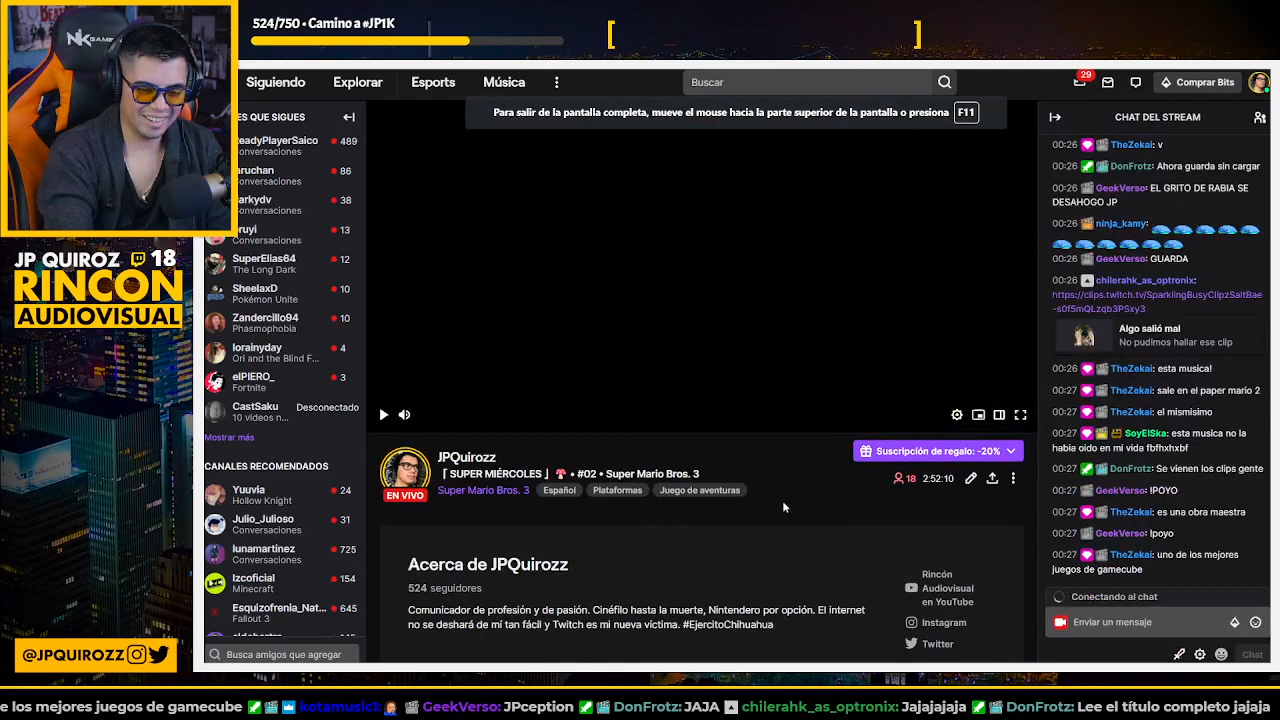 524/750 • Camino a #JP1K
Siguiendo
Explorar
Esports
Música
Buscar
29
Comprar Bits
Para salir de la pantalla completa, mueve el mouse hacia la parte superior de la pantalla o presiona F11
ES QUE SIGUES
eadyPlayerSaico 489
Conversaciones
aruchan 86
Conversaciones
arkydv 38
Conversaciones
ruyi 13
Conversaciones
SuperElias64 12
The Long Dark
SheelaxD 10
Pokémon Unite
Zandercillo94 10
Phasmophobia
lorainyday 4
Ori and the Blind F...
elPIERO_ 3
Fortnite
CastSaku Desconectado
10 videos n...
Mostrar más
CANALES RECOMENDADOS
Yuuvia 24
Hollow Knight
Julio_Julioso 31
Conversaciones
lunamartinez 725
Conversaciones
Izcoficial 154
Minecraft
Esquizofrenia_Nat... 645
Fallout 3
Busca amigos que agregar
JP QUIROZ 18
RINCON
AUDIOVISUAL
@JPQUIROZZ
JPQuirozz
「 SUPER MIÉRCOLES 」 • #02 • Super Mario Bros. 3
EN VIVO
Super Mario Bros. 3 Español Plataformas Juego de aventuras
Suscripción de regalo: -20%
18 2:52:10
Acerca de JPQuirozz
524 seguidores
Comunicador de profesión y de pasión. Cinéfilo hasta la muerte, Nintendero por opción. El internet
no se deshará de mí tan fácil y Twitch es mi nueva víctima. #EjercitoChihuahua
Rincón
Audiovisual
en YouTube
Instagram
Twitter
CHAT DEL STREAM
00:26 TheZekai: v
00:26 DonFrotz: Ahora guarda sin cargar
00:26 GeekVerso: EL GRITO DE RABIA SE
DESAHOGO JP
00:26 ninja_kamy:
00:26 GeekVerso: GUARDA
00:26 chilerahk_as_optronix:
https://clips.twitch.tv/SparklingBusyClipzSaltBae
-s0f5mQLzqb3PSxy3
Algo salió mal
No pudimos hallar ese clip
00:26 TheZekai: esta musica!
00:27 TheZekai: sale en el paper mario 2
00:27 TheZekai: el mismisimo
00:27 SoyElSka: esta musica no la
habia oido en mi vida fbfhxhxbf
00:27 DonFrotz: Se vienen los clips gente
00:27 GeekVerso: !POYO
00:27 TheZekai: es una obra maestra
00:27 GeekVerso: !poyo
00:27 TheZekai: uno de los mejores
juegos de gamecube
Conectando al chat
Enviar un mensaje
Chat
e los mejores juegos de gamecube kotamusic1: GeekVerso: JPception DonFrotz: JAJA chilerahk_as_optronix: Jajajajaja DonFrotz: Lee el título completo jajaja